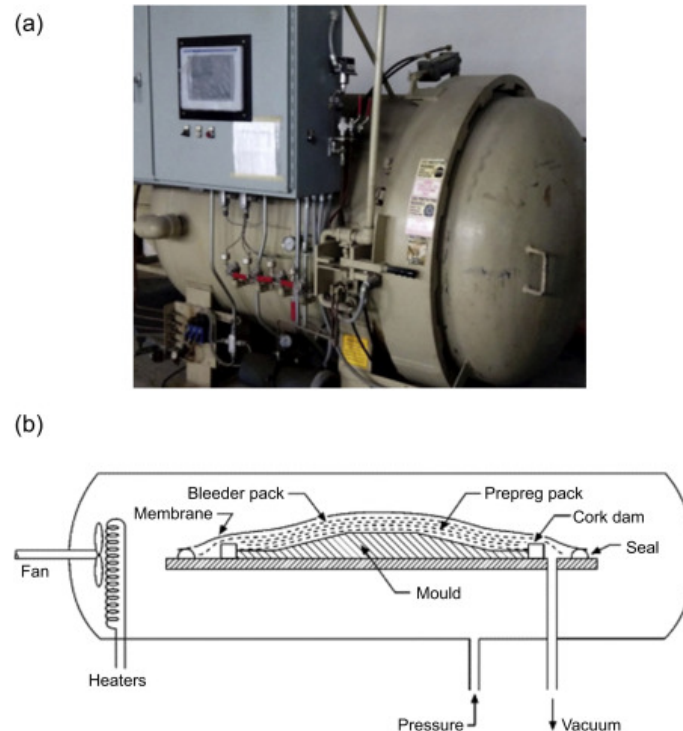 (a)
(b)
Bleeder pack
Prepreg pack
Membrane
Cork dam
Seal
Fan
Mould
Heaters
Pressure
Vacuum